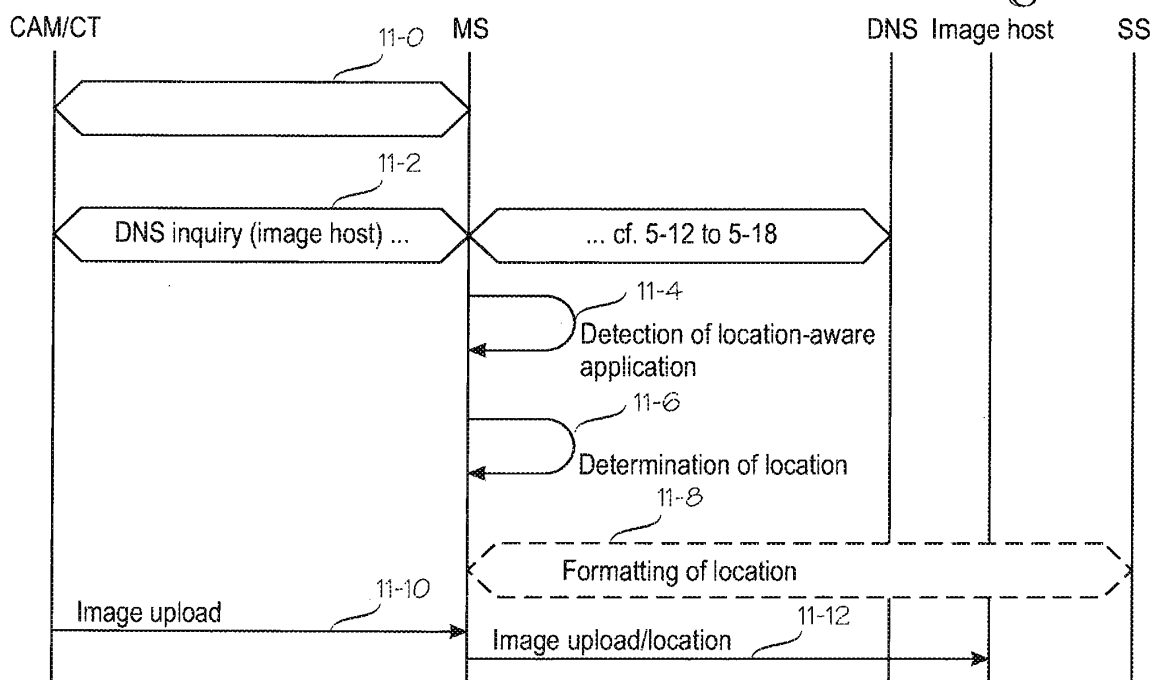 CAM/CT MS DNS Image host SS
11-0
11-2
DNS inquiry (image host) ... ... cf. 5-12 to 5-18
11-4
Detection of location-aware
application
11-6
Determination of location
11-8
Formatting of location
11-10
Image upload
11-12
Image upload/location